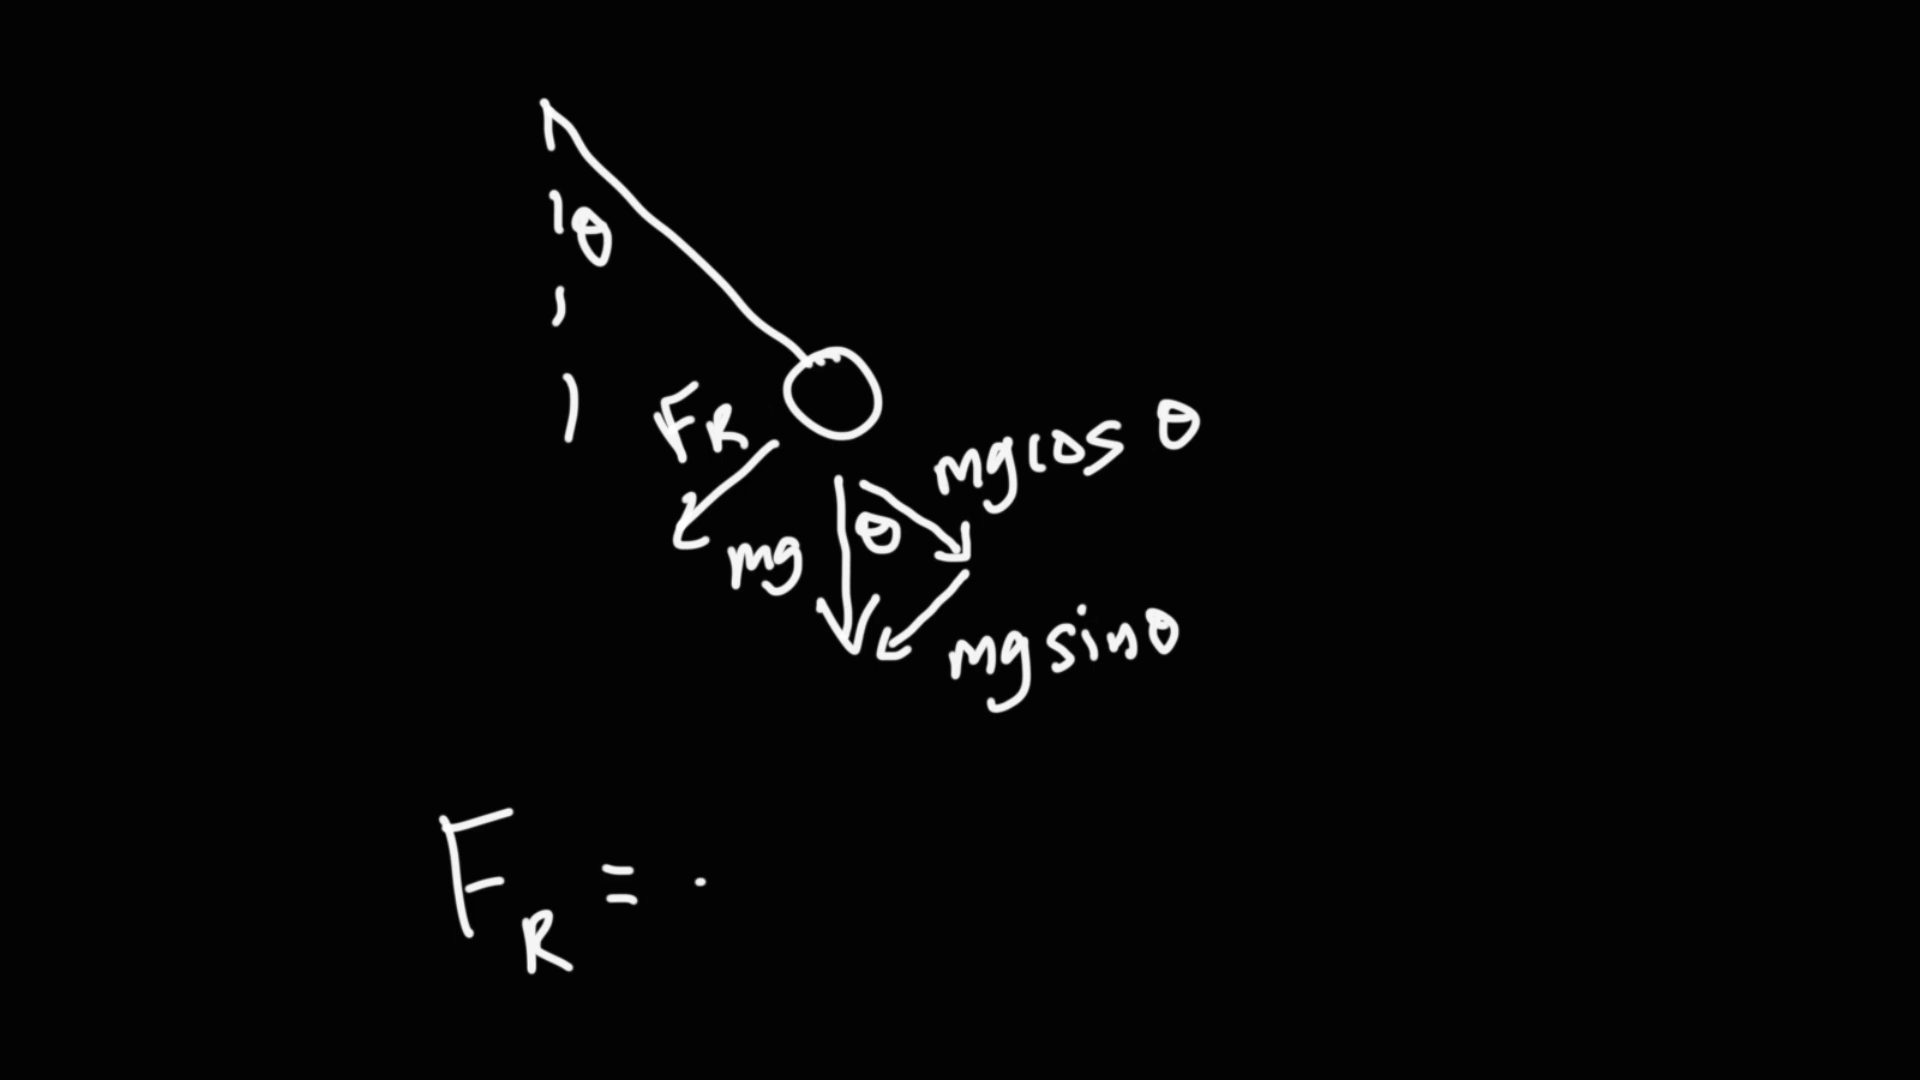 θ
F_R
mg cos θ
θ
mg
mg sin θ
F_R = ·